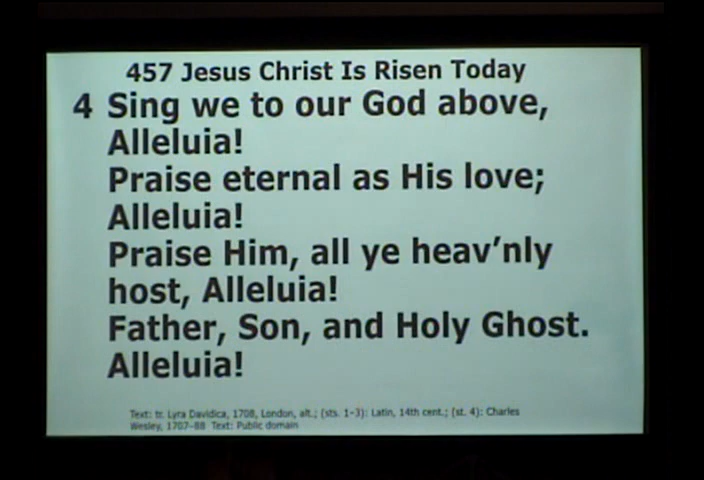 457 Jesus Christ Is Risen Today
4 Sing we to our God above,
Alleluia!
Praise eternal as His love;
Alleluia!
Praise Him, all ye heav’nly
host, Alleluia!
Father, Son, and Holy Ghost.
Alleluia!
Text: tr. Lyra Davidica, 1708, London, alt.; (sts. 1–3): Latin, 14th cent.; (st. 4): Charles
Wesley, 1707–88 Text: Public domain